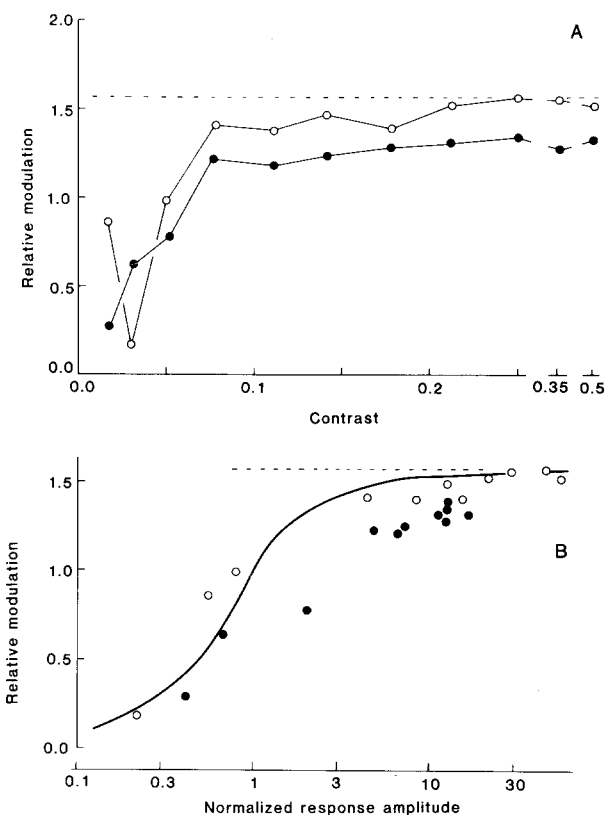 2.0
A
1.5
1.0
0.5
0.0
Relative modulation
0.0 0.1 0.2 0.35 0.5
Contrast
1.5
B
1.0
0.5
0.0
Relative modulation
0.1 0.3 1 3 10 30
Normalized response amplitude